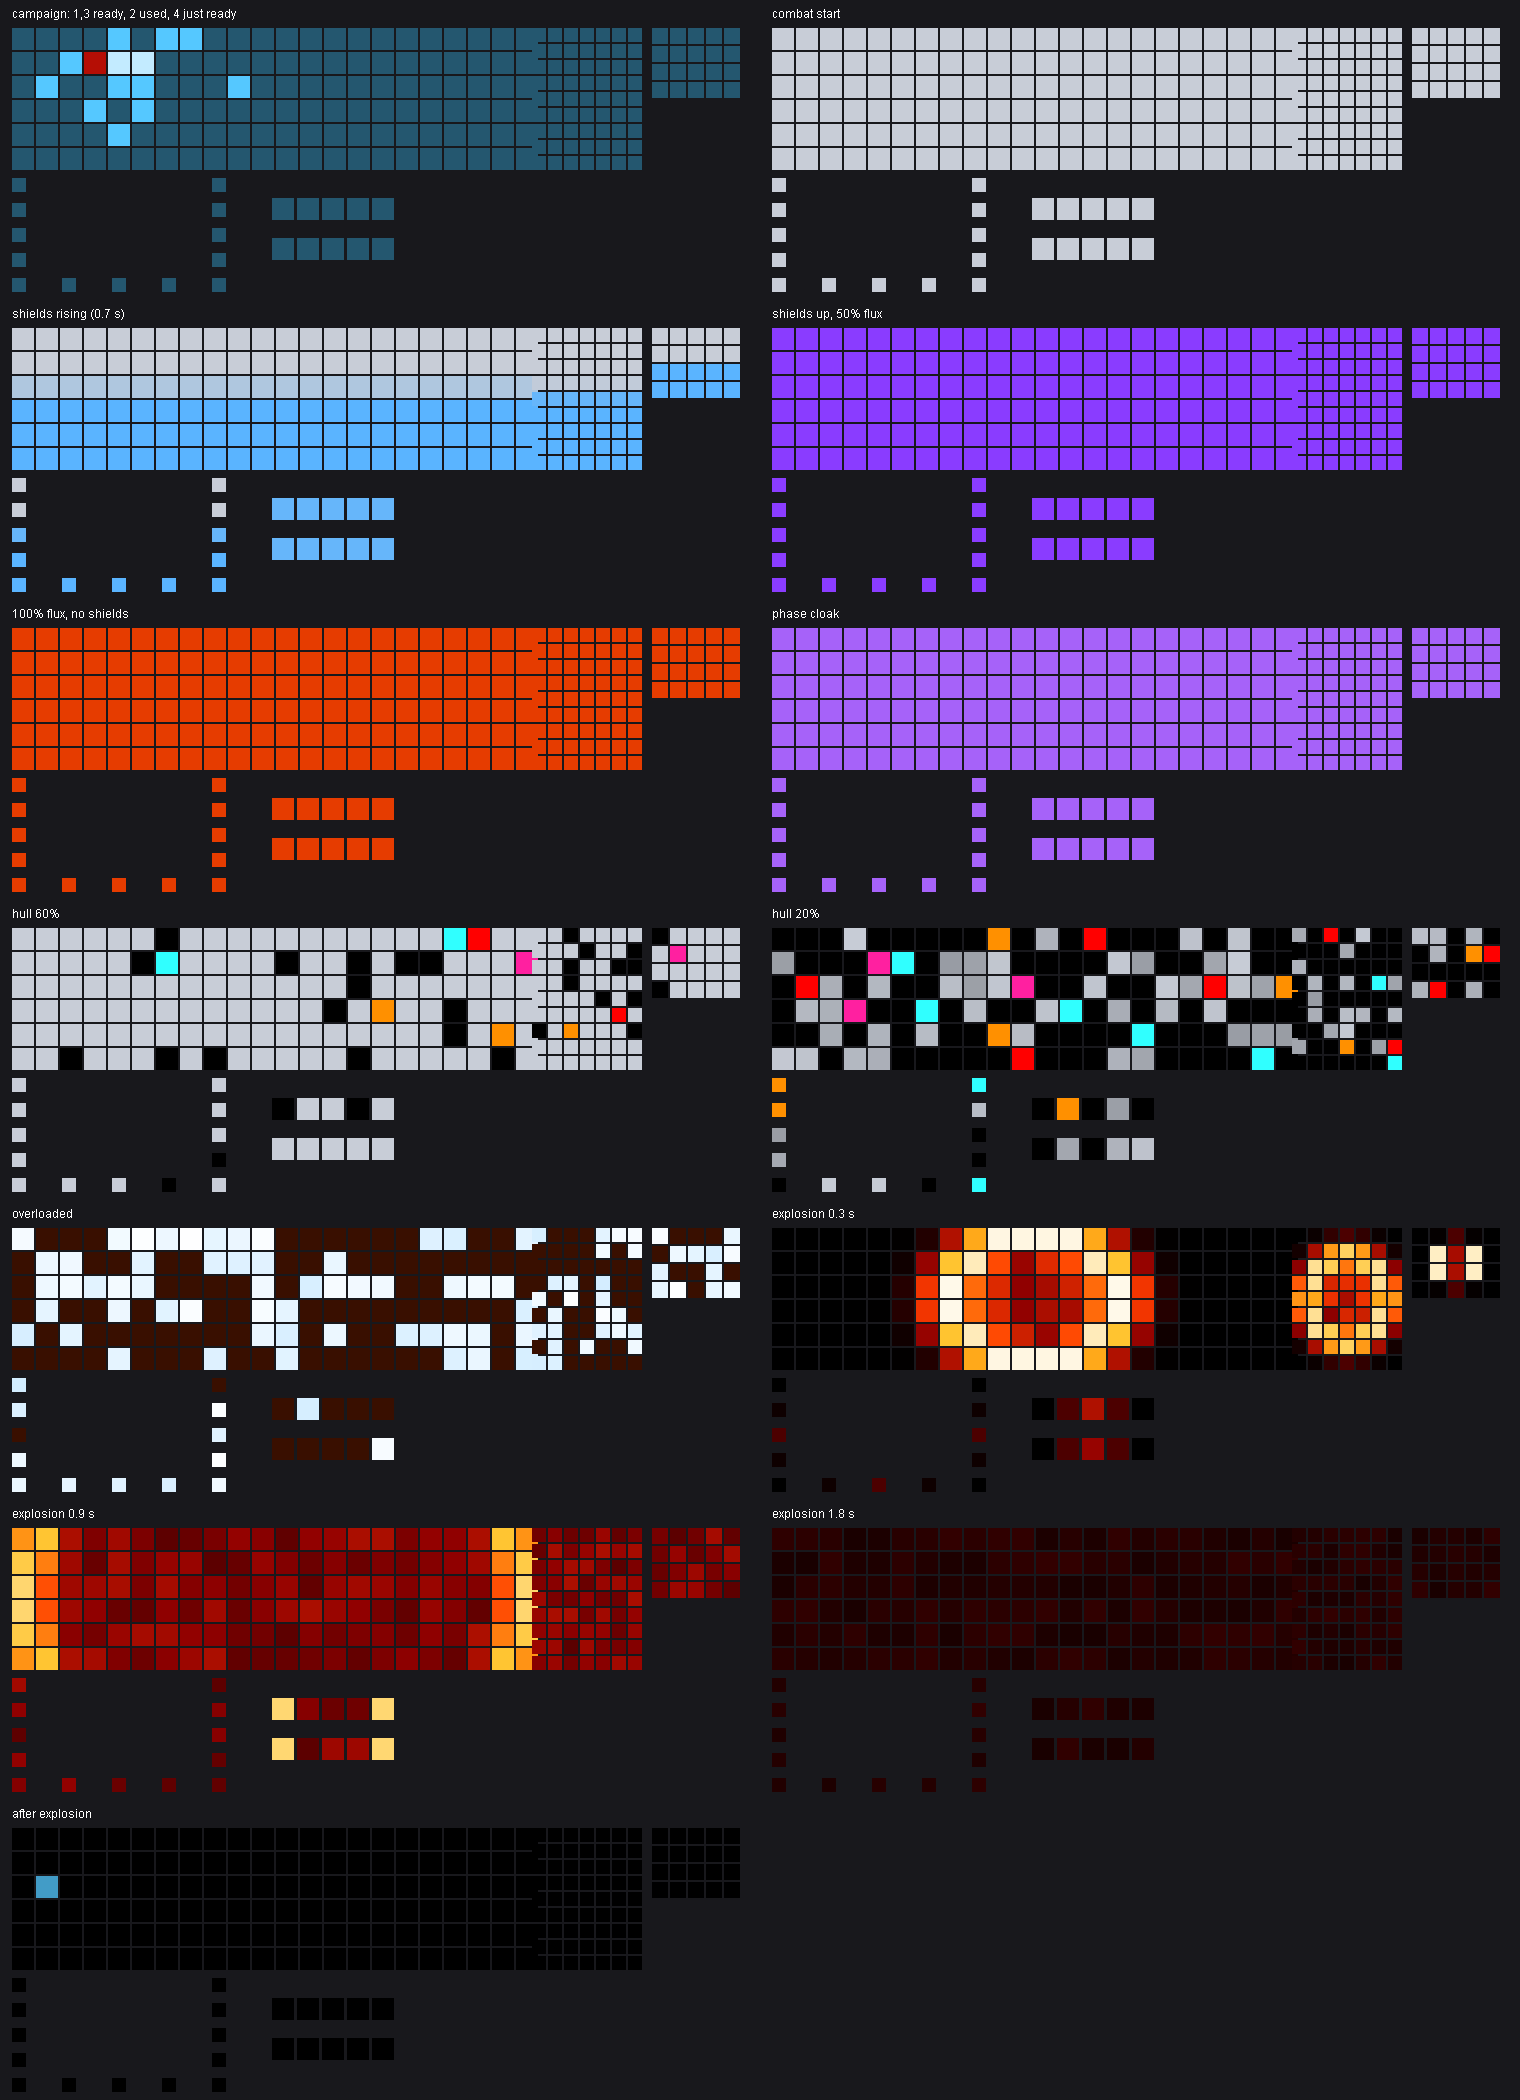 campaign: 1,3 ready, 2 used, 4 just ready
combat start
shields rising (0.7 s)
shields up, 50% flux
100% flux, no shields
phase cloak
hull 60%
hull 20%
overloaded
explosion 0.3 s
explosion 0.9 s
explosion 1.8 s
after explosion